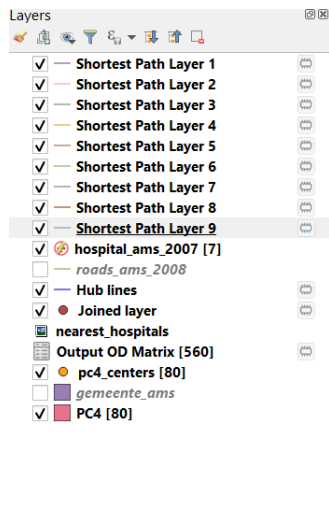 Layers
Shortest Path Layer 1
Shortest Path Layer 2
Shortest Path Layer 3
Shortest Path Layer 4
Shortest Path Layer 5
Shortest Path Layer 6
Shortest Path Layer 7
Shortest Path Layer 8
Shortest Path Layer 9
hospital_ams_2007 [7]
roads_ams_2008
Hub lines
Joined layer
nearest_hospitals
Output OD Matrix [560]
pc4_centers [80]
gemeente_ams
PC4 [80]